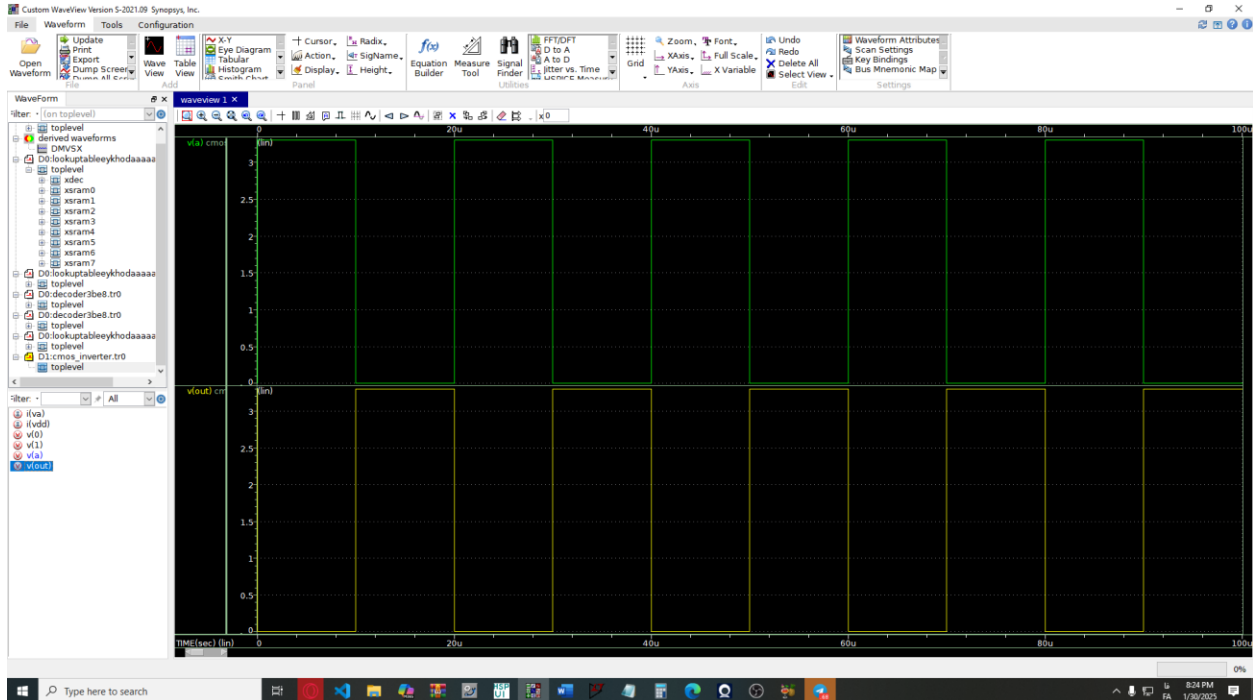 Custom WaveView Version S-2021.09 Synopsys, Inc.
File Waveform Tools Configuration
Open Waveform
Update
Print
Export
Dump Screen
File
Wave View
Table View
Add
X-Y
Eye Diagram
Tabular
Histogram
Smith Chart
Cursor
Action
Display
Radix
SigName
Height
Panel
f(x)
Equation Builder
Measure Tool
Signal Finder
FFT/DFT
D to A
A to D
Jitter vs. Time
Utilities
Grid
Zoom
XAxis
YAxis
Font
Full Scale
X Variable
Axis
Undo
Redo
Delete All
Select View
Edit
Waveform Attributes
Scan Settings
Key Bindings
Bus Mnemonic Map
Settings
WaveForm
(on toplevel)
toplevel
derived waveforms
DMVSX
D0:lookuptableeykhodaaaaa
toplevel
xdec
xsram0
xsram1
xsram2
xsram3
xsram4
xsram5
xsram6
xsram7
D0:lookuptableeykhodaaaaa
toplevel
D0:decoder3be8.tr0
toplevel
D0:decoder3be8.tr0
toplevel
D0:lookuptableeykhodaaaaa
toplevel
D1:cmos_inverter.tr0
toplevel
All
i(va)
i(vdd)
v(0)
v(1)
v(a)
v(out)
waveview 1
x0
0 20u 40u 60u 80u 100u
v(a) cmos (lin)
3
2.5
2
1.5
1
0.5
0
v(out) cm (lin)
3
2.5
2
1.5
1
0.5
0
TIME(sec) (lin) 0 20u 40u 60u 80u 100u
0%
Type here to search
فا
FA
8:24 PM
1/30/2025